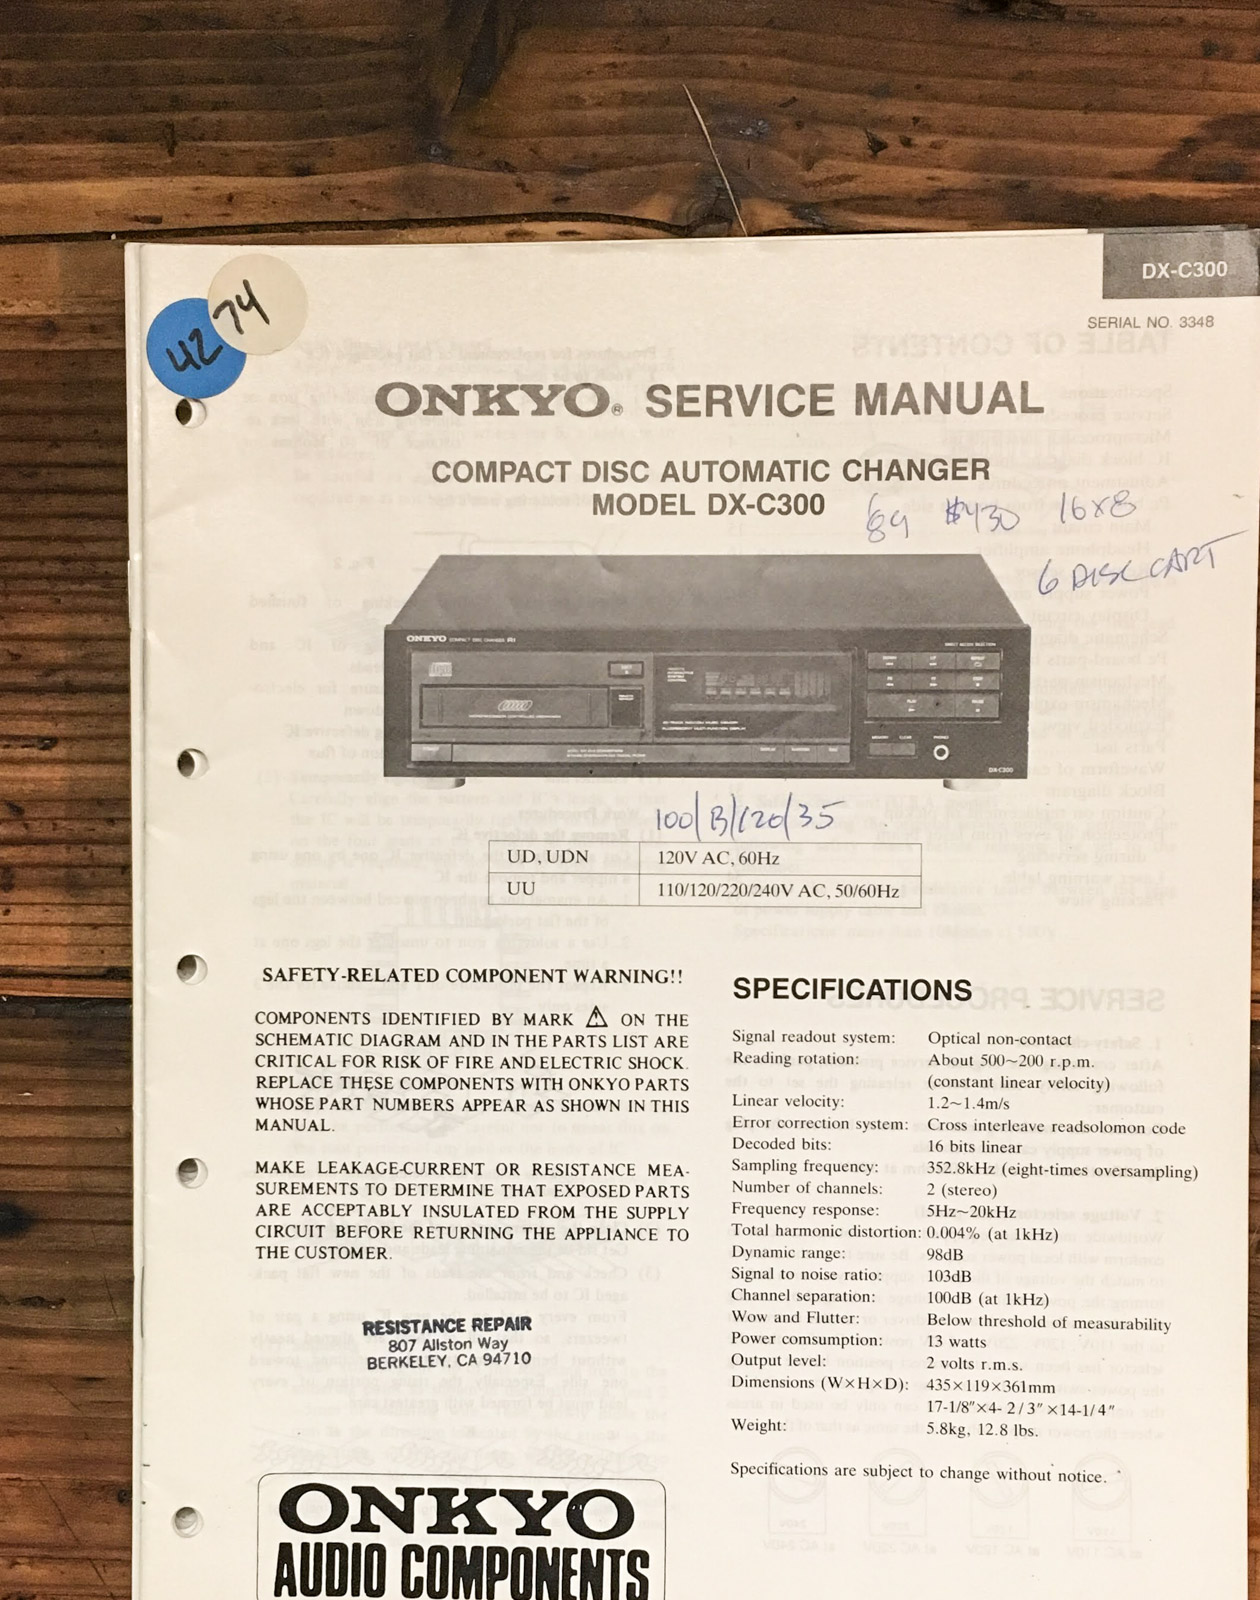 DX-C300
SERIAL NO. 3348
42
74
ONKYO® SERVICE MANUAL
COMPACT DISC AUTOMATIC CHANGER
MODEL DX-C300
89 $430 16x8
6 DISC CART
ONKYO COMPACT DISC CHANGER
DX-C300
100/B/120/35
UD, UDN 120V AC, 60Hz
UU 110/120/220/240V AC, 50/60Hz
SAFETY-RELATED COMPONENT WARNING!!
COMPONENTS IDENTIFIED BY MARK ⚠ ON THE
SCHEMATIC DIAGRAM AND IN THE PARTS LIST ARE
CRITICAL FOR RISK OF FIRE AND ELECTRIC SHOCK.
REPLACE THESE COMPONENTS WITH ONKYO PARTS
WHOSE PART NUMBERS APPEAR AS SHOWN IN THIS
MANUAL.
MAKE LEAKAGE-CURRENT OR RESISTANCE MEA-
SUREMENTS TO DETERMINE THAT EXPOSED PARTS
ARE ACCEPTABLY INSULATED FROM THE SUPPLY
CIRCUIT BEFORE RETURNING THE APPLIANCE TO
THE CUSTOMER.
RESISTANCE REPAIR
807 Allston Way
BERKELEY, CA 94710
ONKYO
AUDIO COMPONENTS
SPECIFICATIONS
Signal readout system: Optical non-contact
Reading rotation: About 500~200 r.p.m.
(constant linear velocity)
Linear velocity: 1.2~1.4m/s
Error correction system: Cross interleave readsolomon code
Decoded bits: 16 bits linear
Sampling frequency: 352.8kHz (eight-times oversampling)
Number of channels: 2 (stereo)
Frequency response: 5Hz~20kHz
Total harmonic distortion: 0.004% (at 1kHz)
Dynamic range: 98dB
Signal to noise ratio: 103dB
Channel separation: 100dB (at 1kHz)
Wow and Flutter: Below threshold of measurability
Power comsumption: 13 watts
Output level: 2 volts r.m.s.
Dimensions (W×H×D): 435×119×361mm
17-1/8"×4- 2/3" ×14-1/4"
Weight: 5.8kg, 12.8 lbs.
Specifications are subject to change without notice.